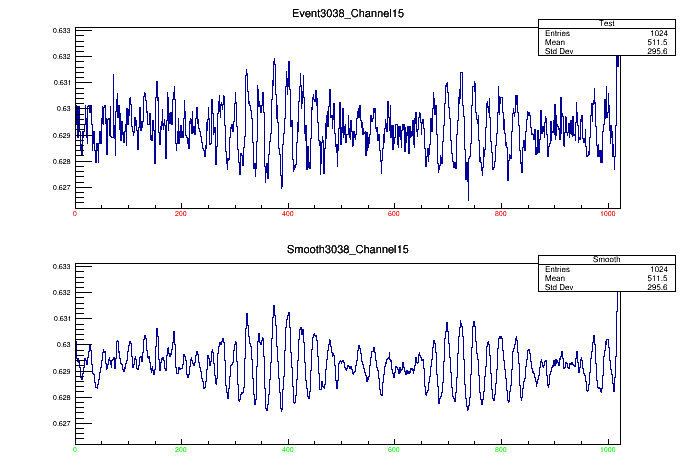 Event3038_Channel15
Test
Entries 1024
Mean 511.5
Std Dev 295.6
0.633
0.632
0.631
0.63
0.629
0.628
0.627
0 200 400 600 800 1000
Smooth3038_Channel15
Smooth
Entries 1024
Mean 511.5
Std Dev 295.6
0.633
0.632
0.631
0.63
0.629
0.628
0.627
0 200 400 600 800 1000